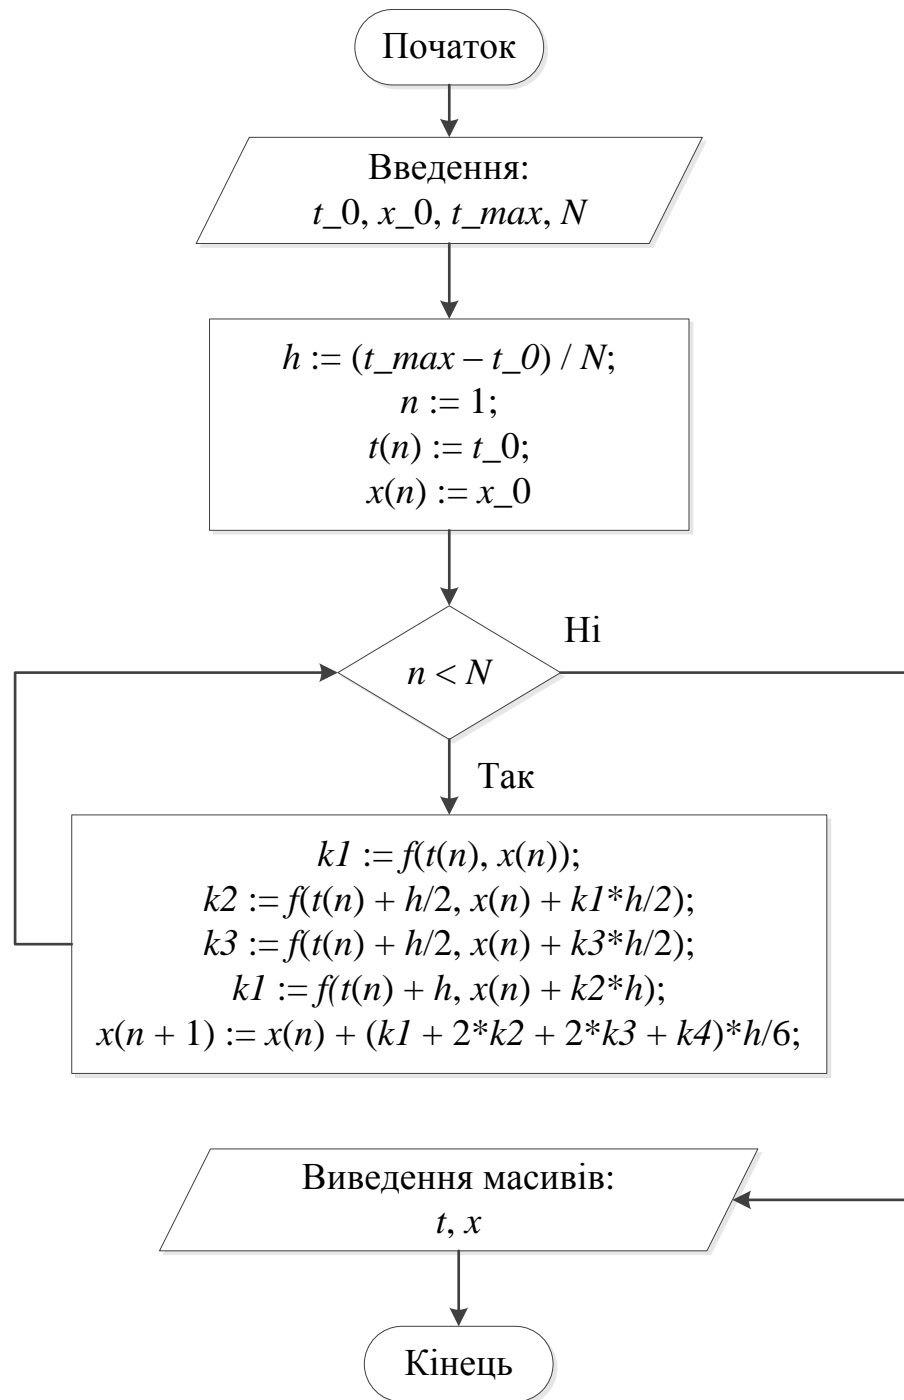 Початок
Введення:
t_0, x_0, t_max, N
h := (t_max – t_0) / N;
n := 1;
t(n) := t_0;
x(n) := x_0
Ні
n < N
Так
k1 := f(t(n), x(n));
k2 := f(t(n) + h/2, x(n) + k1*h/2);
k3 := f(t(n) + h/2, x(n) + k3*h/2);
k1 := f(t(n) + h, x(n) + k2*h);
x(n + 1) := x(n) + (k1 + 2*k2 + 2*k3 + k4)*h/6;
Виведення масивів:
t, x
Кінець